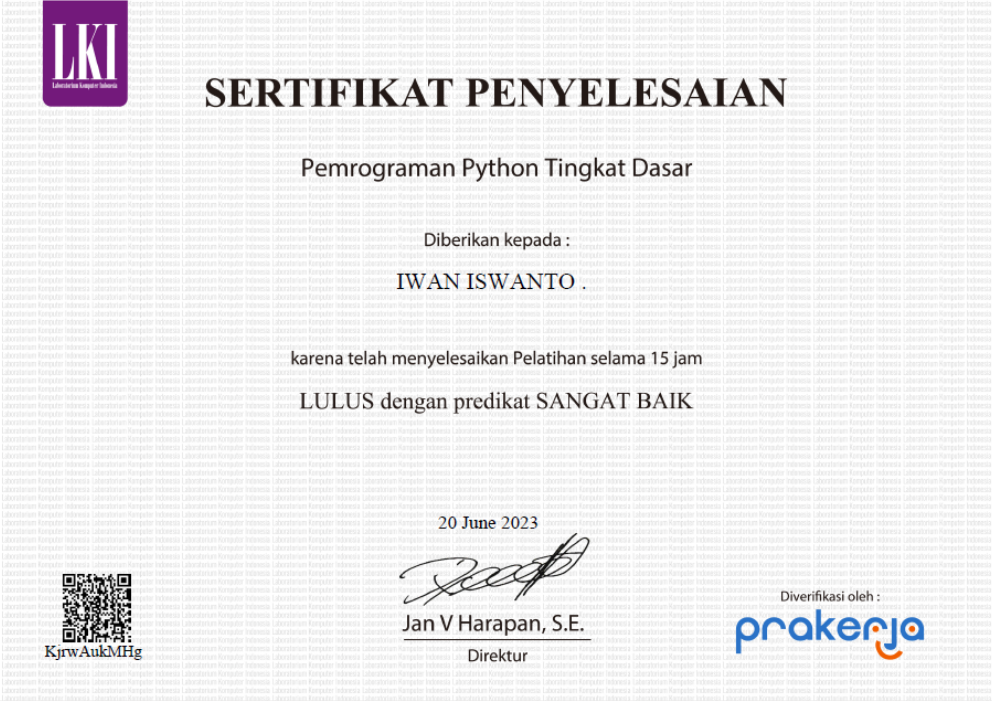 LKI
Laboratorium Komputer Indonesia
SERTIFIKAT PENYELESAIAN
Pemrograman Python Tingkat Dasar
Diberikan kepada :
IWAN ISWANTO .
karena telah menyelesaikan Pelatihan selama 15 jam
LULUS dengan predikat SANGAT BAIK
20 June 2023
Jan V Harapan, S.E.
Direktur
KjrwAukMHg
Diverifikasi oleh :
prakerja